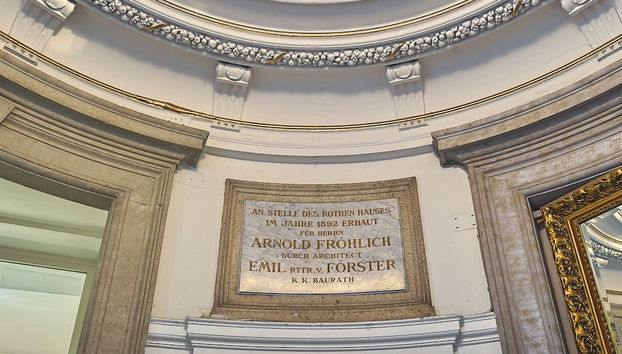 AN STELLE DES ROTHEN HAUSES
IM JAHRE 1892 ERBAUT
FÜR HERRN
ARNOLD FRÖHLICH
DURCH ARCHITECT
EMIL RTTR V. FÖRSTER
K. K. BAURATH